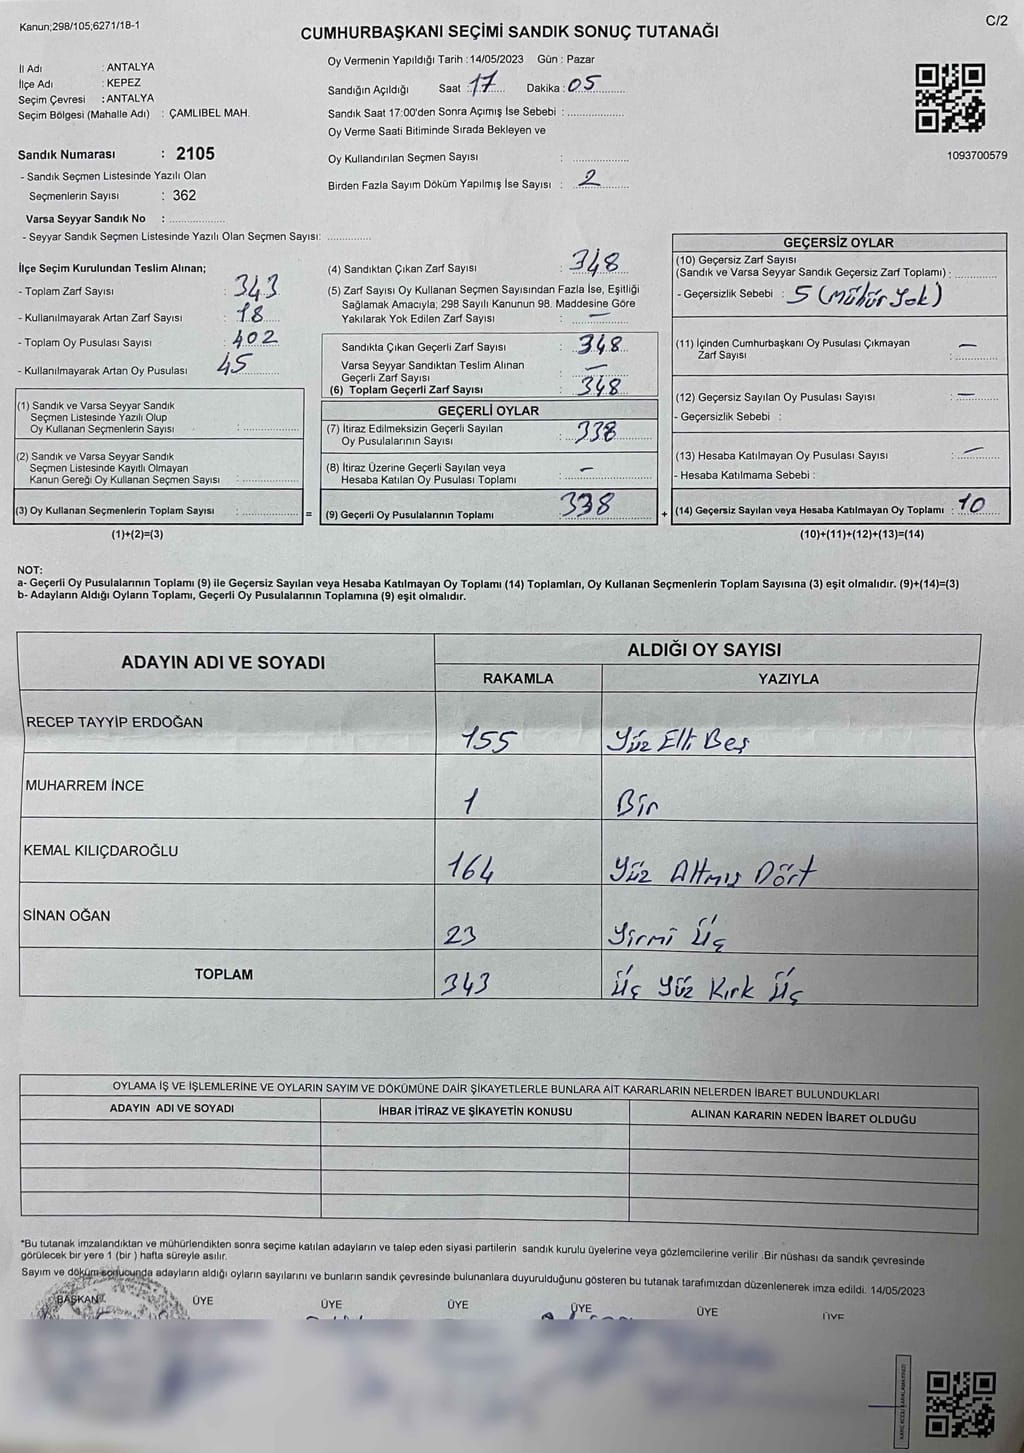 Kanun;298/105;6271/18-1
C/2
CUMHURBAŞKANI SEÇİMİ SANDIK SONUÇ TUTANAĞI
İl Adı : ANTALYA
İlçe Adı : KEPEZ
Seçim Çevresi : ANTALYA
Seçim Bölgesi (Mahalle Adı) : ÇAMLIBEL MAH.
Sandık Numarası : 2105
- Sandık Seçmen Listesinde Yazılı Olan
Seçmenlerin Sayısı : 362
Varsa Seyyar Sandık No : ..................
- Seyyar Sandık Seçmen Listesinde Yazılı Olan Seçmen Sayısı: ..............
Oy Vermenin Yapıldığı Tarih : 14/05/2023 Gün : Pazar
Sandığın Açıldığı Saat : 17 Dakika : 05
Sandık Saat 17:00'den Sonra Açımış İse Sebebi : ..................
Oy Verme Saati Bitiminde Sırada Bekleyen ve
Oy Kullandırılan Seçmen Sayısı : ..................
Birden Fazla Sayım Döküm Yapılmış İse Sayısı : 2
1093700579
İlçe Seçim Kurulundan Teslim Alınan;
- Toplam Zarf Sayısı : 343
- Kullanılmayarak Artan Zarf Sayısı : 18
- Toplam Oy Pusulası Sayısı : 402
- Kullanılmayarak Artan Oy Pusulası 45
(1) Sandık ve Varsa Seyyar Sandık
Seçmen Listesinde Yazılı Olup
Oy Kullanan Seçmenlerin Sayısı : ..................
(2) Sandık ve Varsa Seyyar Sandık
Seçmen Listesinde Kayıtlı Olmayan
Kanun Gereği Oy Kullanan Seçmen Sayısı : ..................
(3) Oy Kullanan Seçmenlerin Toplam Sayısı : .................. =
(1)+(2)=(3)
(4) Sandıktan Çıkan Zarf Sayısı : 348
(5) Zarf Sayısı Oy Kullanan Seçmen Sayısından Fazla İse, Eşitliği
Sağlamak Amacıyla, 298 Sayılı Kanunun 98. Maddesine Göre
Yakılarak Yok Edilen Zarf Sayısı : —
Sandıkta Çıkan Geçerli Zarf Sayısı : 348
Varsa Seyyar Sandıktan Teslim Alınan
Geçerli Zarf Sayısı : —
(6) Toplam Geçerli Zarf Sayısı : 348
GEÇERLİ OYLAR
(7) İtiraz Edilmeksizin Geçerli Sayılan
Oy Pusulalarının Sayısı : 338
(8) İtiraz Üzerine Geçerli Sayılan veya
Hesaba Katılan Oy Pusulası Toplamı : —
(9) Geçerli Oy Pusulalarının Toplamı 338 +
GEÇERSİZ OYLAR
(10) Geçersiz Zarf Sayısı
(Sandık ve Varsa Seyyar Sandık Geçersiz Zarf Toplamı) : ............
- Geçersizlik Sebebi : 5 (Mühür Yok)
(11) İçinden Cumhurbaşkanı Oy Pusulası Çıkmayan
Zarf Sayısı : —
(12) Geçersiz Sayılan Oy Pusulası Sayısı : —
- Geçersizlik Sebebi :
(13) Hesaba Katılmayan Oy Pusulası Sayısı : —
- Hesaba Katılmama Sebebi :
(14) Geçersiz Sayılan veya Hesaba Katılmayan Oy Toplamı : 10
(10)+(11)+(12)+(13)=(14)
NOT:
a- Geçerli Oy Pusulalarının Toplamı (9) ile Geçersiz Sayılan veya Hesaba Katılmayan Oy Toplamı (14) Toplamları, Oy Kullanan Seçmenlerin Toplam Sayısına (3) eşit olmalıdır. (9)+(14)=(3)
b- Adayların Aldığı Oyların Toplamı, Geçerli Oy Pusulalarının Toplamına (9) eşit olmalıdır.
ADAYIN ADI VE SOYADI
ALDIĞI OY SAYISI
RAKAMLA YAZIYLA
RECEP TAYYİP ERDOĞAN 155 Yüz Elli Beş
MUHARREM İNCE 1 Bir
KEMAL KILIÇDAROĞLU 164 Yüz Altmış Dört
SİNAN OĞAN 23 Yirmi Üç
TOPLAM 343 Üç Yüz Kırk Üç
OYLAMA İŞ VE İŞLEMLERİNE VE OYLARIN SAYIM VE DÖKÜMÜNE DAİR ŞİKAYETLERLE BUNLARA AİT KARARLARIN NELERDEN İBARET BULUNDUKLARI
ADAYIN ADI VE SOYADI İHBAR İTİRAZ VE ŞİKAYETİN KONUSU ALINAN KARARIN NEDEN İBARET OLDUĞU
*Bu tutanak imzalandıktan ve mühürlendikten sonra seçime katılan adayların ve talep eden siyasi partilerin sandık kurulu üyelerine veya gözlemcilerine verilir .Bir nüshası da sandık çevresinde
görülecek bir yere 1 (bir ) hafta süreyle asılır.
Sayım ve döküm sonucunda adayların aldığı oyların sayılarını ve bunların sandık çevresinde bulunanlara duyurulduğunu gösteren bu tutanak tarafımızdan düzenlenerek imza edildi. 14/05/2023
BAŞKAN ÜYE ÜYE ÜYE ÜYE ÜYE ÜYE